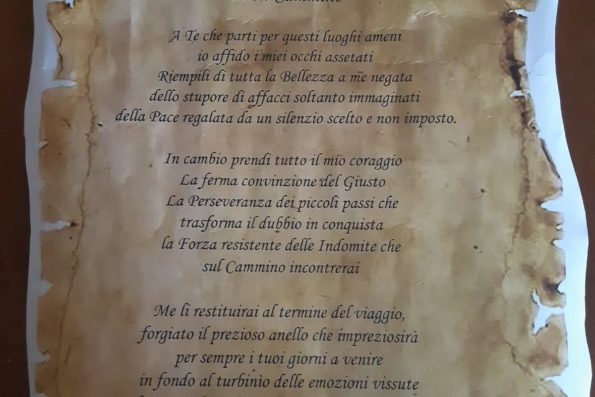 A Te che parti per questi luoghi ameni
io affido i miei occhi assetati
Riempili di tutta la Bellezza a me negata
dello stupore di affacci soltanto immaginati
della Pace regalata da un silenzio scelto e non imposto.
In cambio prendi tutto il mio coraggio
La ferma convinzione del Giusto
La Perseveranza dei piccoli passi che
trasforma il dubbio in conquista
la Forza resistente delle Indomite che
sul Cammino incontrerai
Me li restituirai al termine del viaggio,
forgiato il prezioso anello che impreziosirà
per sempre i tuoi giorni a venire
in fondo al turbinio delle emozioni vissute